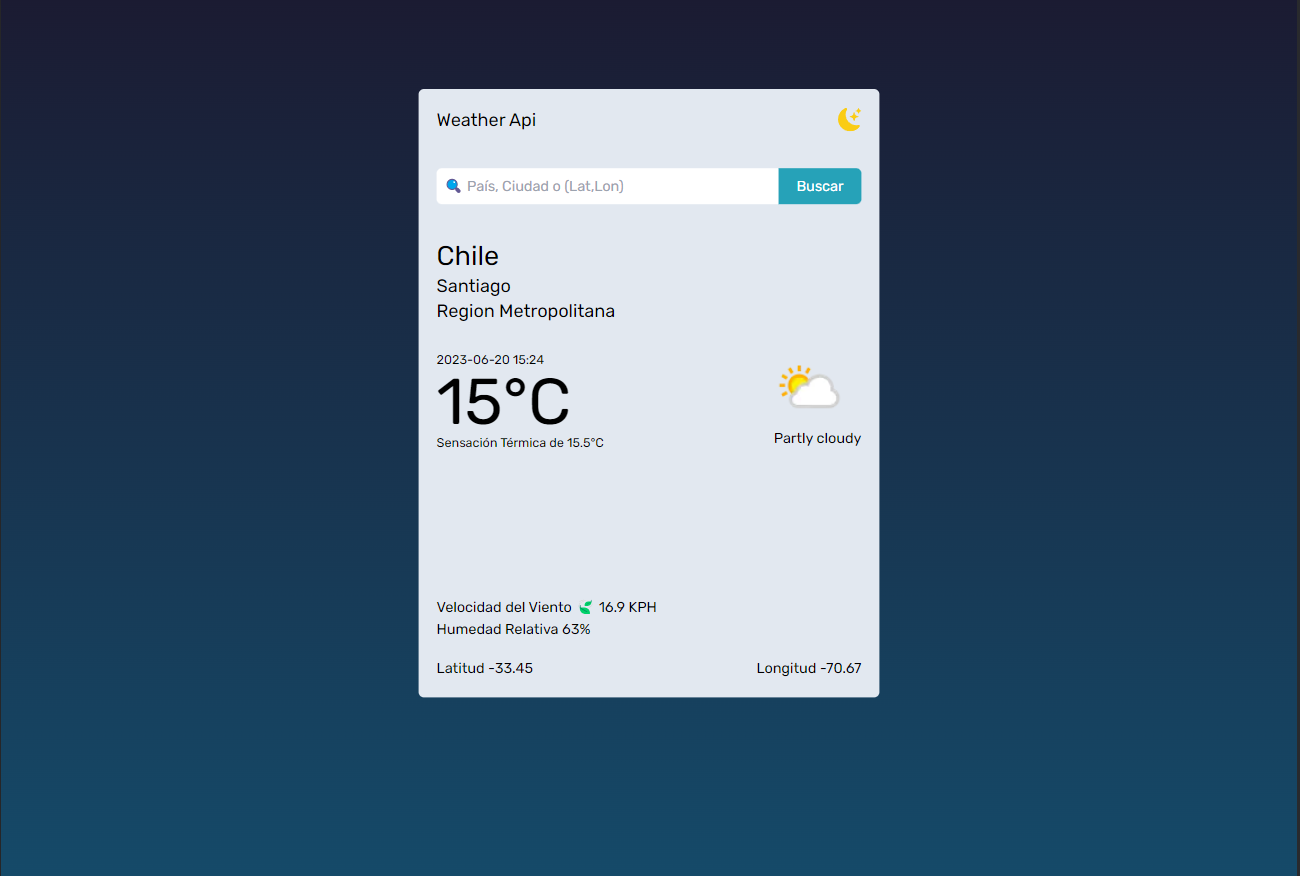 Weather Api
País, Ciudad o (Lat,Lon) Buscar
Chile
Santiago
Region Metropolitana
2023-06-20 15:24
15°C
Sensación Térmica de 15.5°C
Partly cloudy
Velocidad del Viento 16.9 KPH
Humedad Relativa 63%
Latitud -33.45 Longitud -70.67